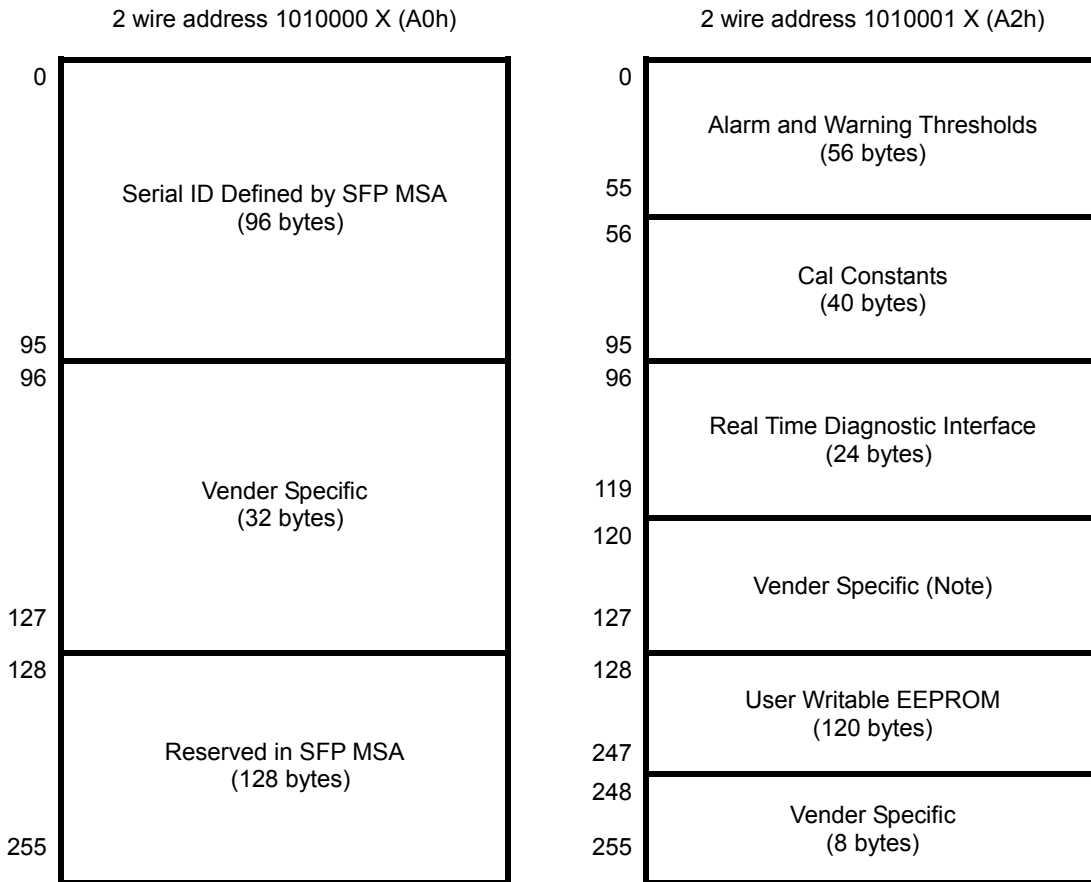 2 wire address 1010000 X (A0h)
0
Serial ID Defined by SFP MSA
(96 bytes)
95
96
Vender Specific
(32 bytes)
127
128
Reserved in SFP MSA
(128 bytes)
255
2 wire address 1010001 X (A2h)
0
Alarm and Warning Thresholds
(56 bytes)
55
56
Cal Constants
(40 bytes)
95
96
Real Time Diagnostic Interface
(24 bytes)
119
120
Vender Specific (Note)
127
128
User Writable EEPROM
(120 bytes)
247
248
Vender Specific
(8 bytes)
255